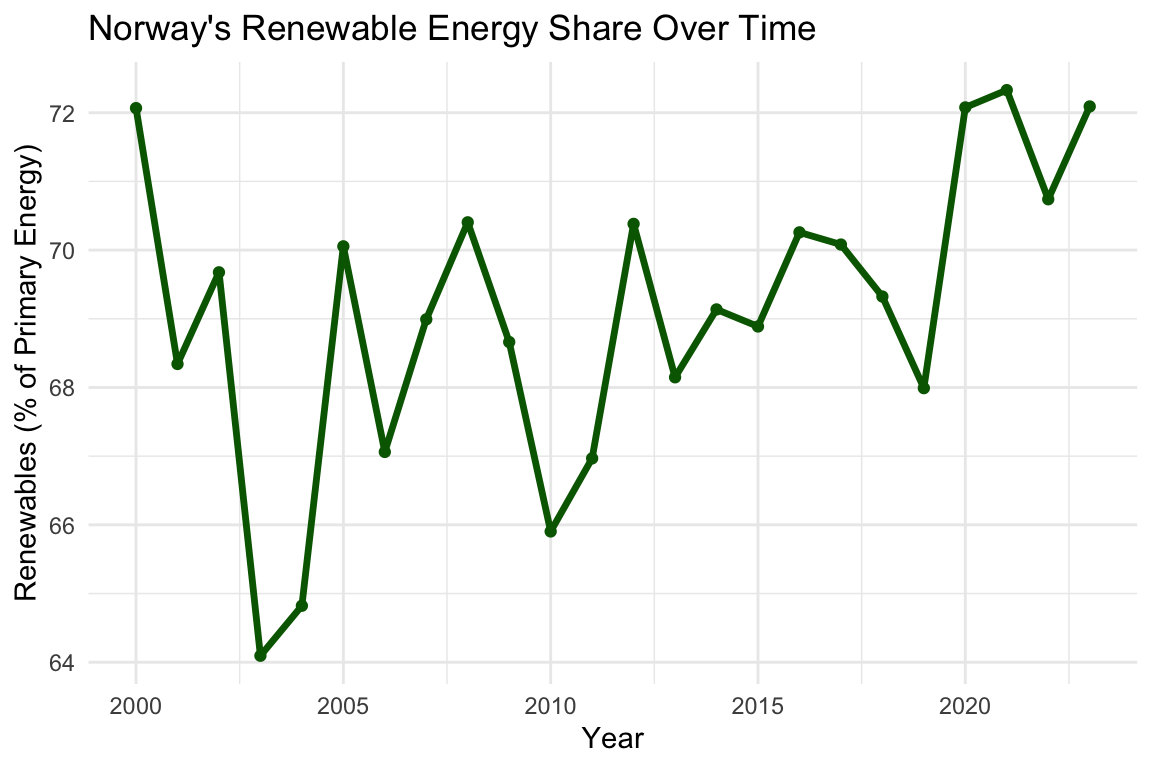 Norway's Renewable Energy Share Over Time
Renewables (% of Primary Energy)
72
70
68
66
64
2000 2005 2010 2015 2020
Year